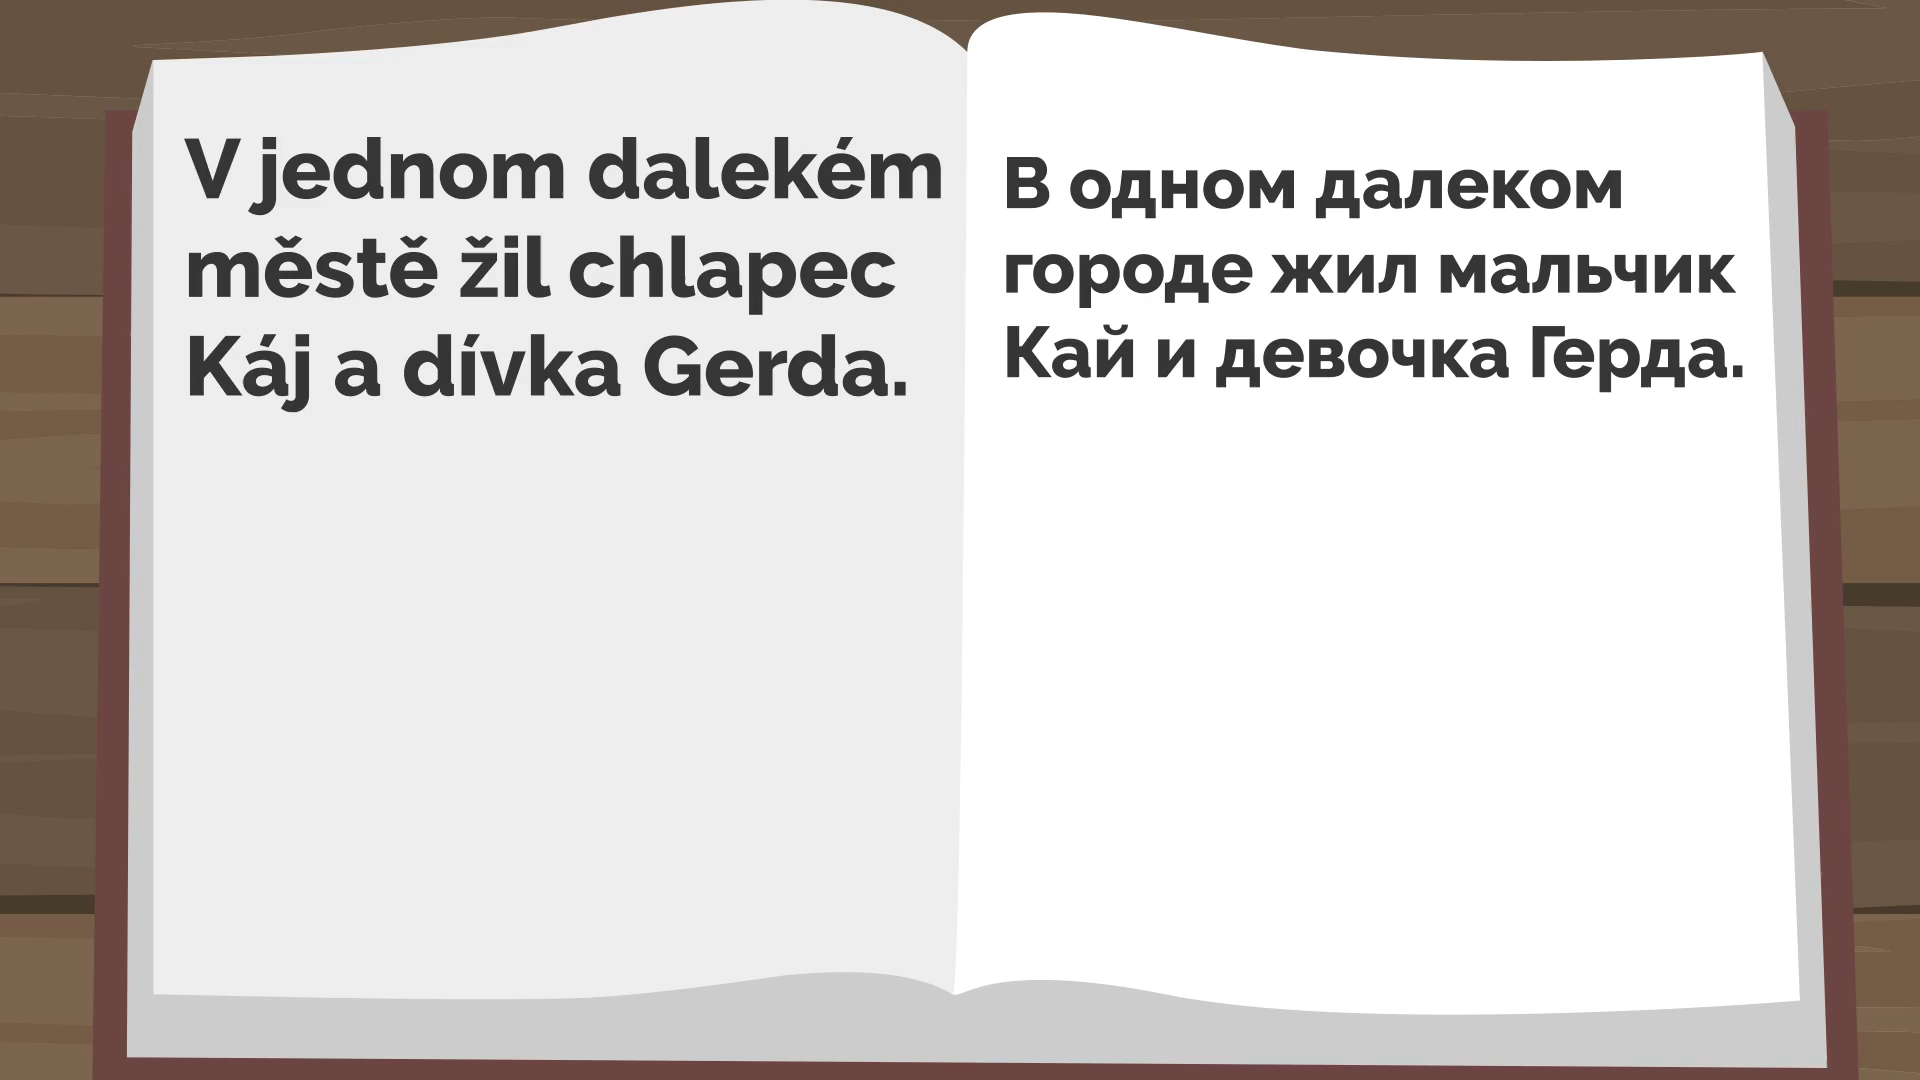 V jednom dalekém
městě žil chlapec
Káj a dívka Gerda.
В одном далеком
городе жил мальчик
Кай и девочка Герда.